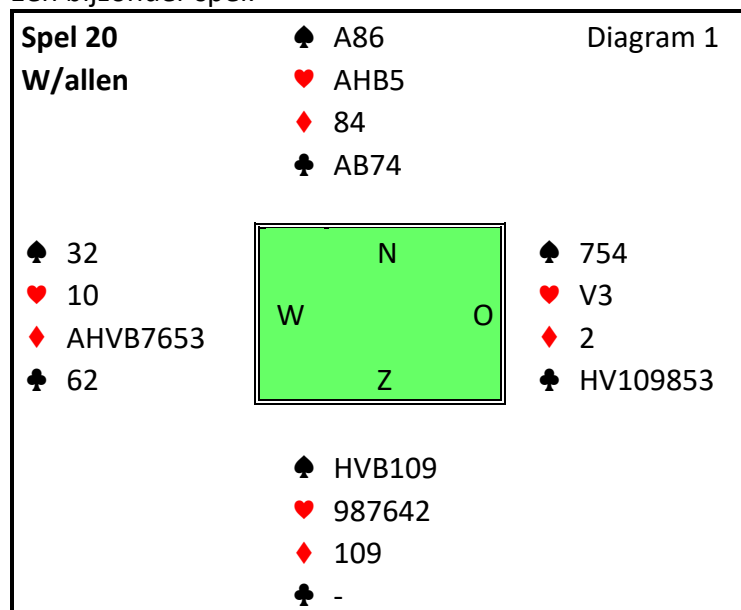 Spel 20 ♠ A86 Diagram 1
W/allen ♥ AHB5
♦ 84
♣ AB74
♠ 32 N ♠ 754
♥ 10 ♥ V3
W O
♦ AHVB7653 ♦ 2
♣ 62 Z ♣ HV109853
♠ HVB109
♥ 987642
♦ 109
♣ -